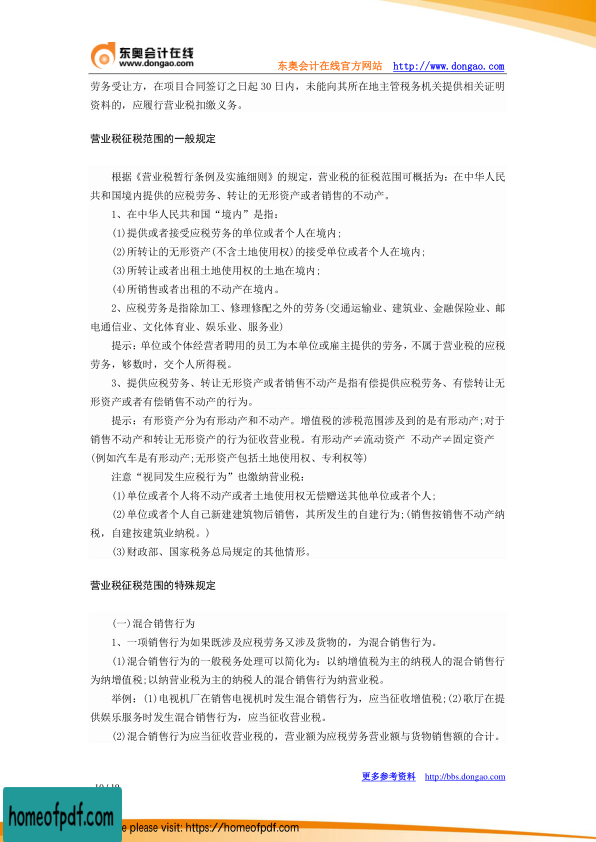 东奥会计在线
www.dongao.com
东奥会计在线官方网站 http://www.dongao.com
劳务受让方，在项目合同签订之日起 30 日内，未能向其所在地主管税务机关提供相关证明
资料的，应履行营业税扣缴义务。
营业税征税范围的一般规定
根据《营业税暂行条例及实施细则》的规定，营业税的征税范围可概括为：在中华人民
共和国境内提供的应税劳务、转让的无形资产或者销售的不动产。
1、在中华人民共和国“境内”是指：
(1)提供或者接受应税劳务的单位或者个人在境内;
(2)所转让的无形资产(不含土地使用权)的接受单位或者个人在境内;
(3)所转让或者出租土地使用权的土地在境内;
(4)所销售或者出租的不动产在境内。
2、应税劳务是指除加工、修理修配之外的劳务(交通运输业、建筑业、金融保险业、邮
电通信业、文化体育业、娱乐业、服务业)
提示：单位或个体经营者聘用的员工为本单位或雇主提供的劳务，不属于营业税的应税
劳务，够数时，交个人所得税。
3、提供应税劳务、转让无形资产或者销售不动产是指有偿提供应税劳务、有偿转让无
形资产或者有偿销售不动产的行为。
提示：有形资产分为有形动产和不动产。增值税的涉税范围涉及到的是有形动产;对于
销售不动产和转让无形资产的行为征收营业税。有形动产≠流动资产 不动产≠固定资产
(例如汽车是有形动产;无形资产包括土地使用权、专利权等)
注意“视同发生应税行为”也缴纳营业税：
(1)单位或者个人将不动产或者土地使用权无偿赠送其他单位或者个人;
(2)单位或者个人自己新建建筑物后销售，其所发生的自建行为;(销售按销售不动产纳
税，自建按建筑业纳税。)
(3)财政部、国家税务总局规定的其他情形。
营业税征税范围的特殊规定
(一)混合销售行为
1、一项销售行为如果既涉及应税劳务又涉及货物的，为混合销售行为。
(1)混合销售行为的一般税务处理可以简化为：以纳增值税为主的纳税人的混合销售行
为纳增值税;以纳营业税为主的纳税人的混合销售行为纳营业税。
举例：(1)电视机厂在销售电视机时发生混合销售行为，应当征收增值税;(2)歌厅在提
供娱乐服务时发生混合销售行为，应当征收营业税。
(2)混合销售行为应当征收营业税的，营业额为应税劳务营业额与货物销售额的合计。
更多参考资料 http://bbs.dongao.com
homeofpdf.com
please visit: https://homeofpdf.com